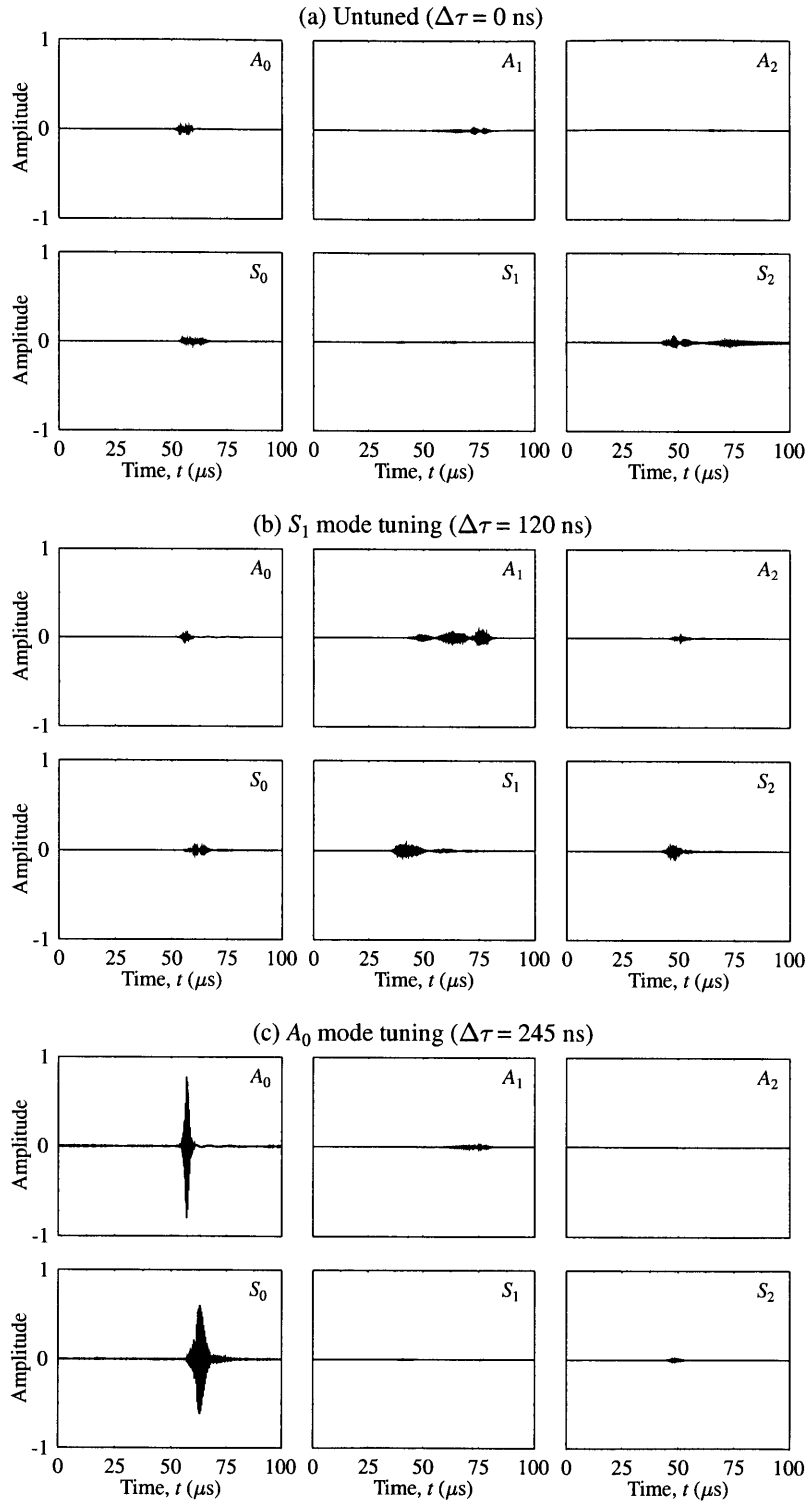 (a) Untuned (Δτ = 0 ns)
1
0
-1
Amplitude
A₀
A₁
A₂
1
0
-1
Amplitude
S₀
S₁
S₂
0 25 50 75 100
0 25 50 75 100
0 25 50 75 100
Time, t (μs)
Time, t (μs)
Time, t (μs)
(b) S₁ mode tuning (Δτ = 120 ns)
1
0
-1
Amplitude
A₀
A₁
A₂
1
0
-1
Amplitude
S₀
S₁
S₂
0 25 50 75 100
0 25 50 75 100
0 25 50 75 100
Time, t (μs)
Time, t (μs)
Time, t (μs)
(c) A₀ mode tuning (Δτ = 245 ns)
1
0
-1
Amplitude
A₀
A₁
A₂
1
0
-1
Amplitude
S₀
S₁
S₂
0 25 50 75 100
0 25 50 75 100
0 25 50 75 100
Time, t (μs)
Time, t (μs)
Time, t (μs)